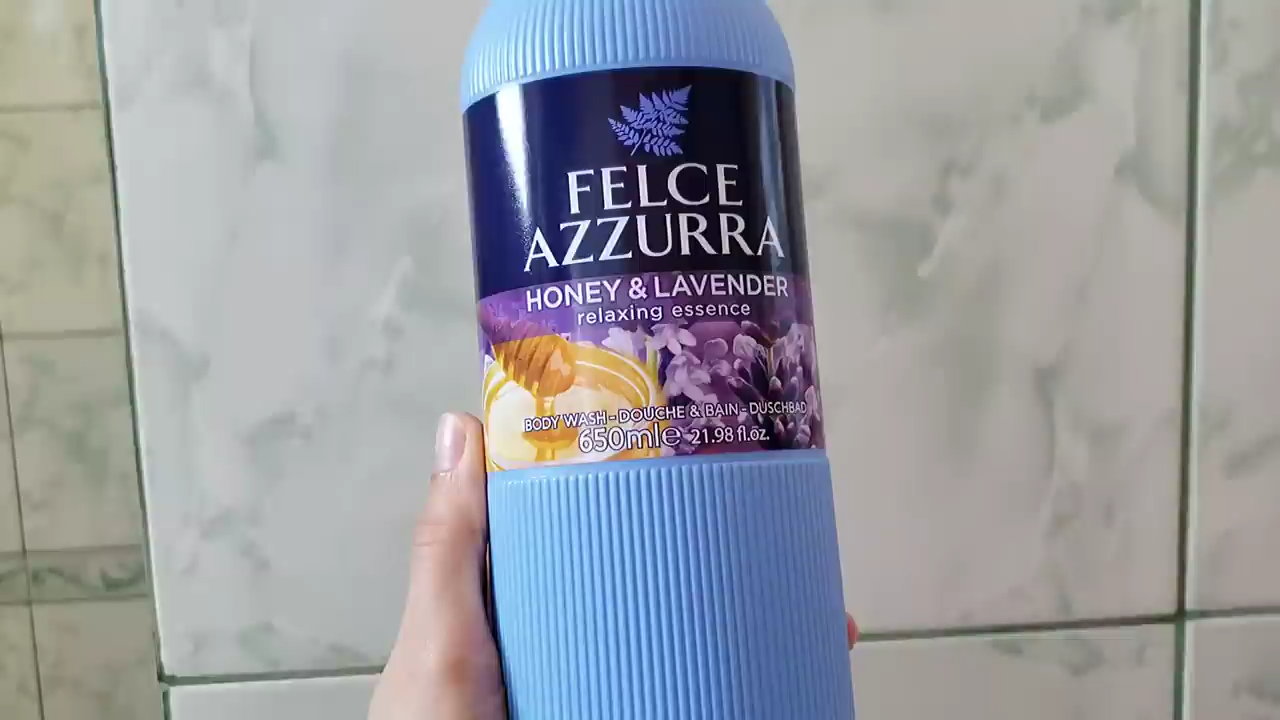 FELCE
AZZURRA
HONEY & LAVENDER
relaxing essence
BODY WASH - DOUCHE & BAIN - DUSCHBAD
650ml e 21.98 fl.oz.